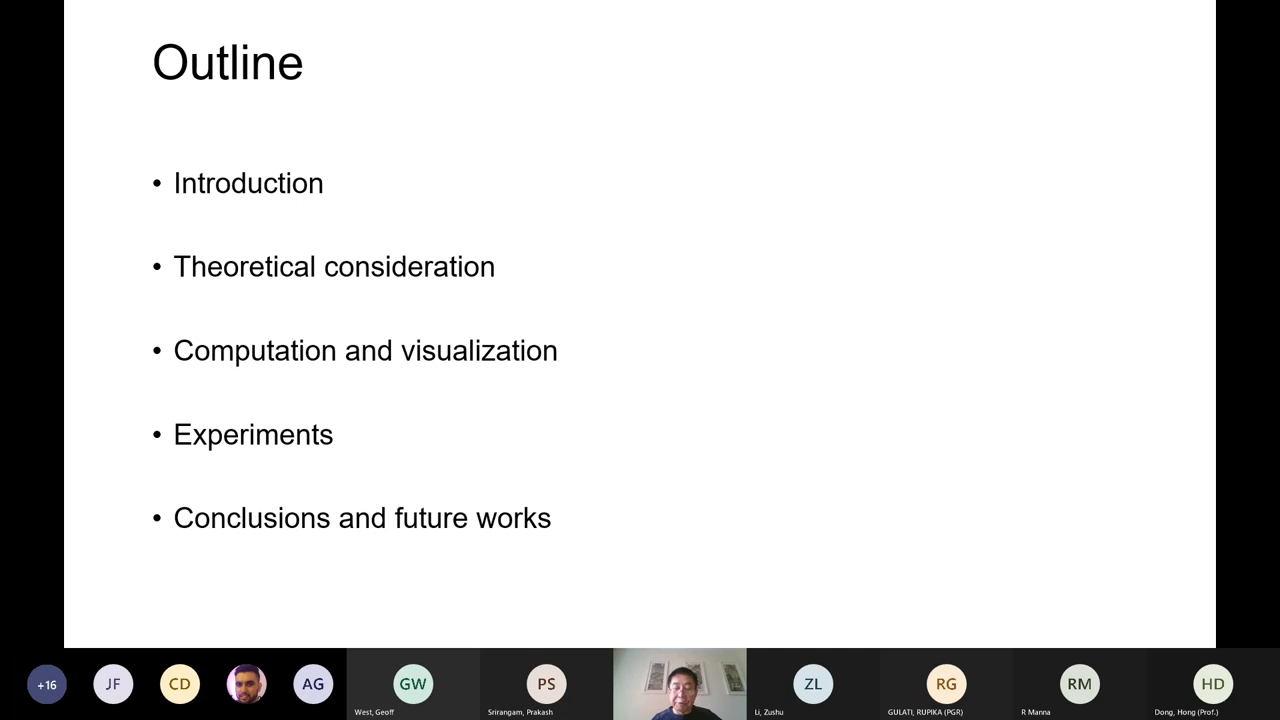 Outline
• Introduction
• Theoretical consideration
• Computation and visualization
• Experiments
• Conclusions and future works
+16
JF
CD
AG
GW
PS
ZL
RG
RM
HD
West, Geoff
Srirangam, Prakash
Li, Zushu
GULATI, RUPIKA (PGR)
R Manna
Dong, Hong (Prof.)